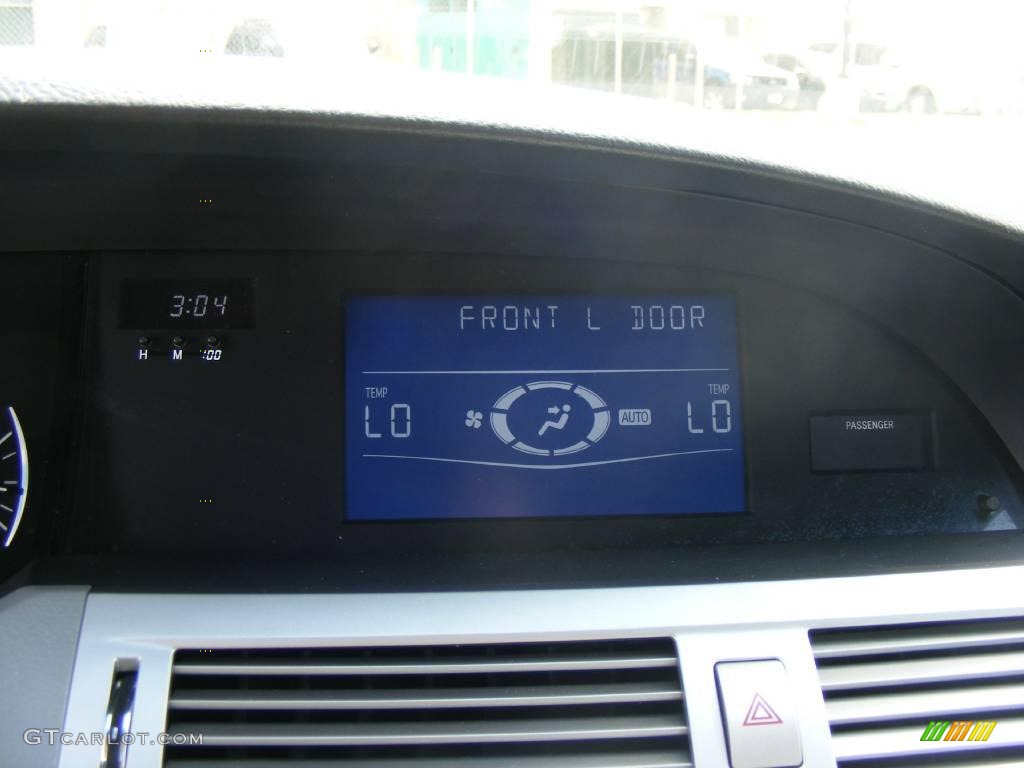 3:04
H M :00
FRONT L DOOR
TEMP
LO
AUTO
TEMP
LO
PASSENGER
GTCARLOT.COM